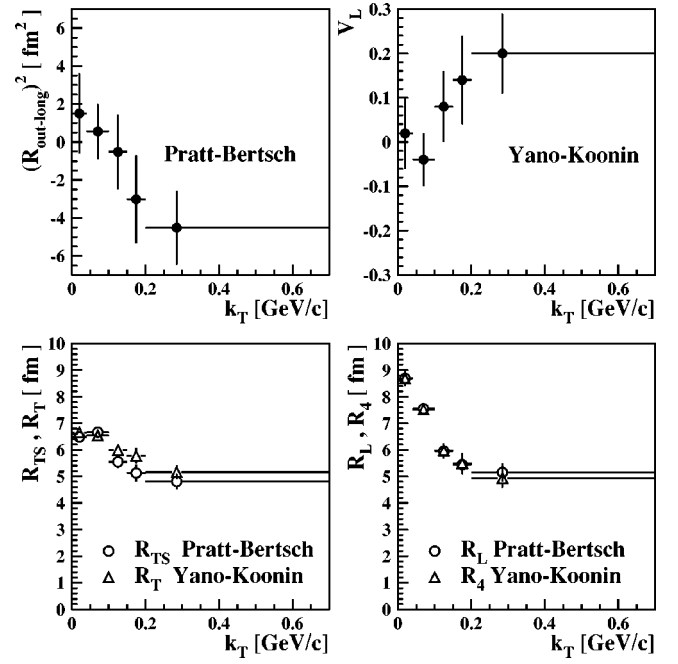 (R_out-long)² [ fm² ]
6
4
2
0
-2
-4
-6
Pratt-Bertsch
0 0.2 0.4 0.6
k_T [GeV/c]
V_L
0.3
0.2
0.1
0
-0.1
-0.2
-0.3
Yano-Koonin
0 0.2 0.4 0.6
k_T [GeV/c]
R_TS , R_T [ fm]
10
9
8
7
6
5
4
3
2
1
0
R_TS Pratt-Bertsch
R_T Yano-Koonin
0 0.2 0.4 0.6
k_T [GeV/c]
R_L , R_4 [ fm]
10
9
8
7
6
5
4
3
2
1
0
R_L Pratt-Bertsch
R_4 Yano-Koonin
0 0.2 0.4 0.6
k_T [GeV/c]